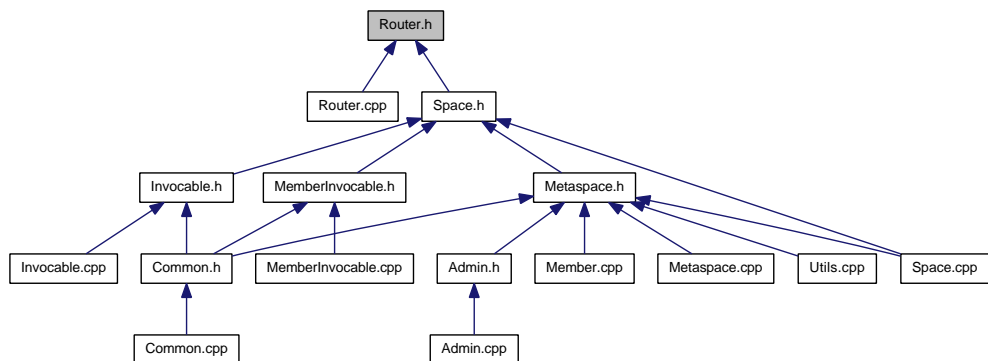 Router.h
Router.cpp
Space.h
Invocable.h
MemberInvocable.h
Metaspace.h
Invocable.cpp
Common.h
MemberInvocable.cpp
Admin.h
Member.cpp
Metaspace.cpp
Utils.cpp
Space.cpp
Common.cpp
Admin.cpp